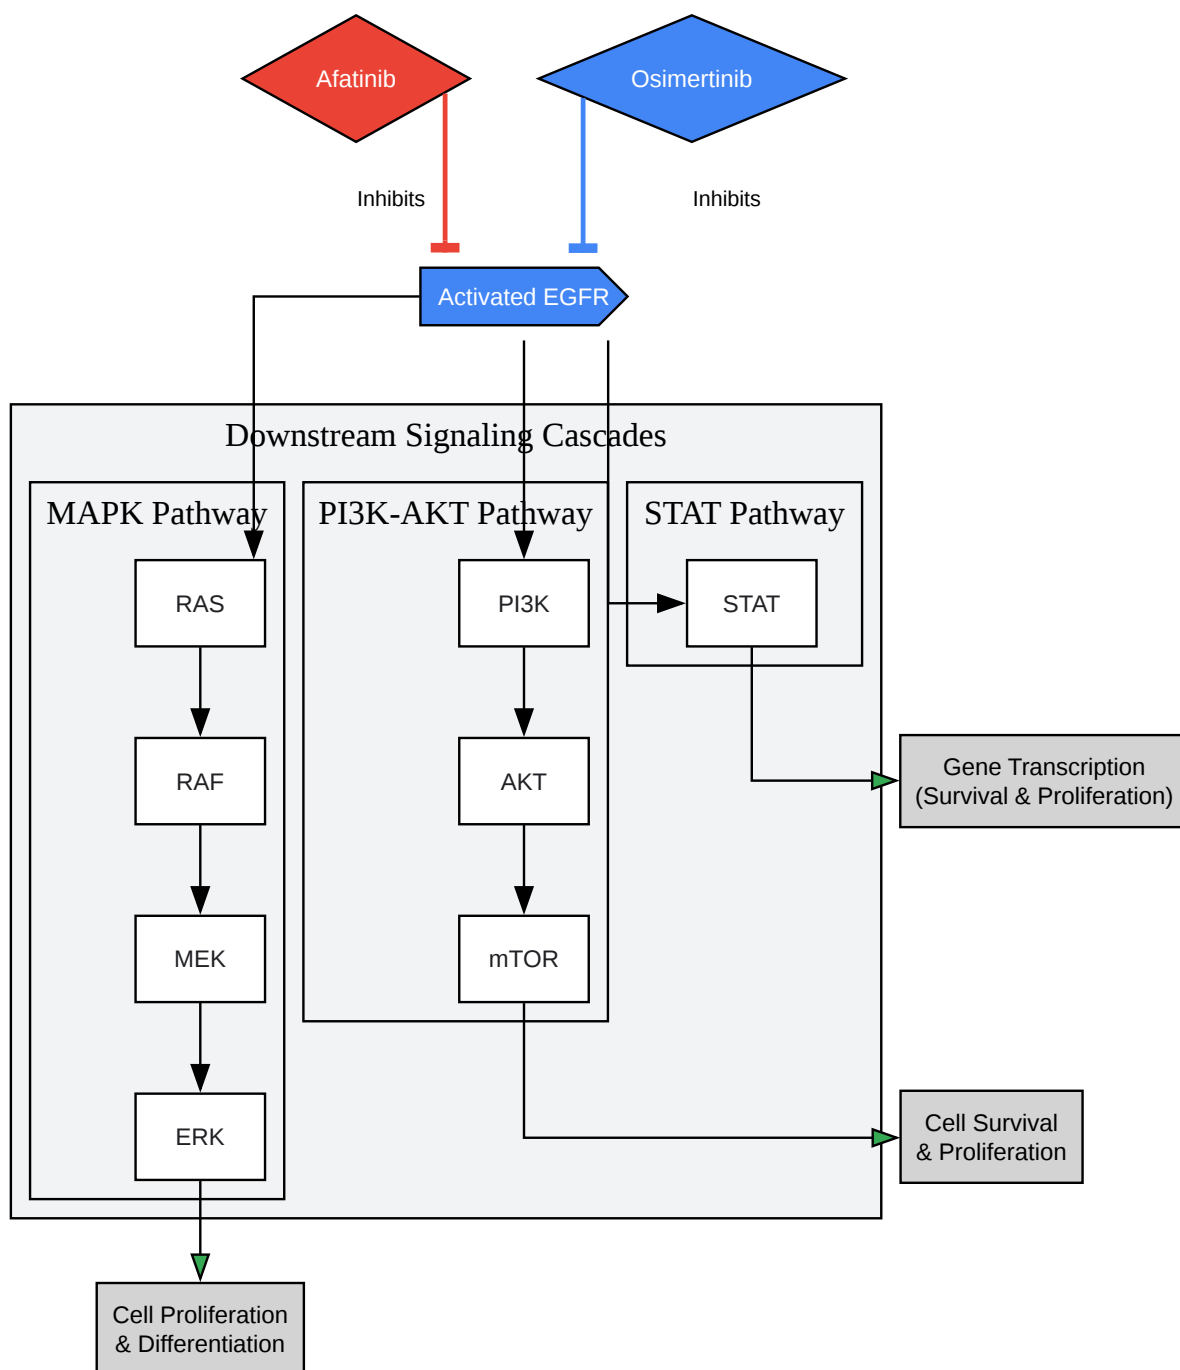 Afatinib
Osimertinib
Inhibits
Inhibits
Activated EGFR
Downstream Signaling Cascades
MAPK Pathway
PI3K-AKT Pathway
STAT Pathway
RAS
PI3K
STAT
RAF
AKT
Gene Transcription
(Survival & Proliferation)
MEK
mTOR
ERK
Cell Survival
& Proliferation
Cell Proliferation
& Differentiation